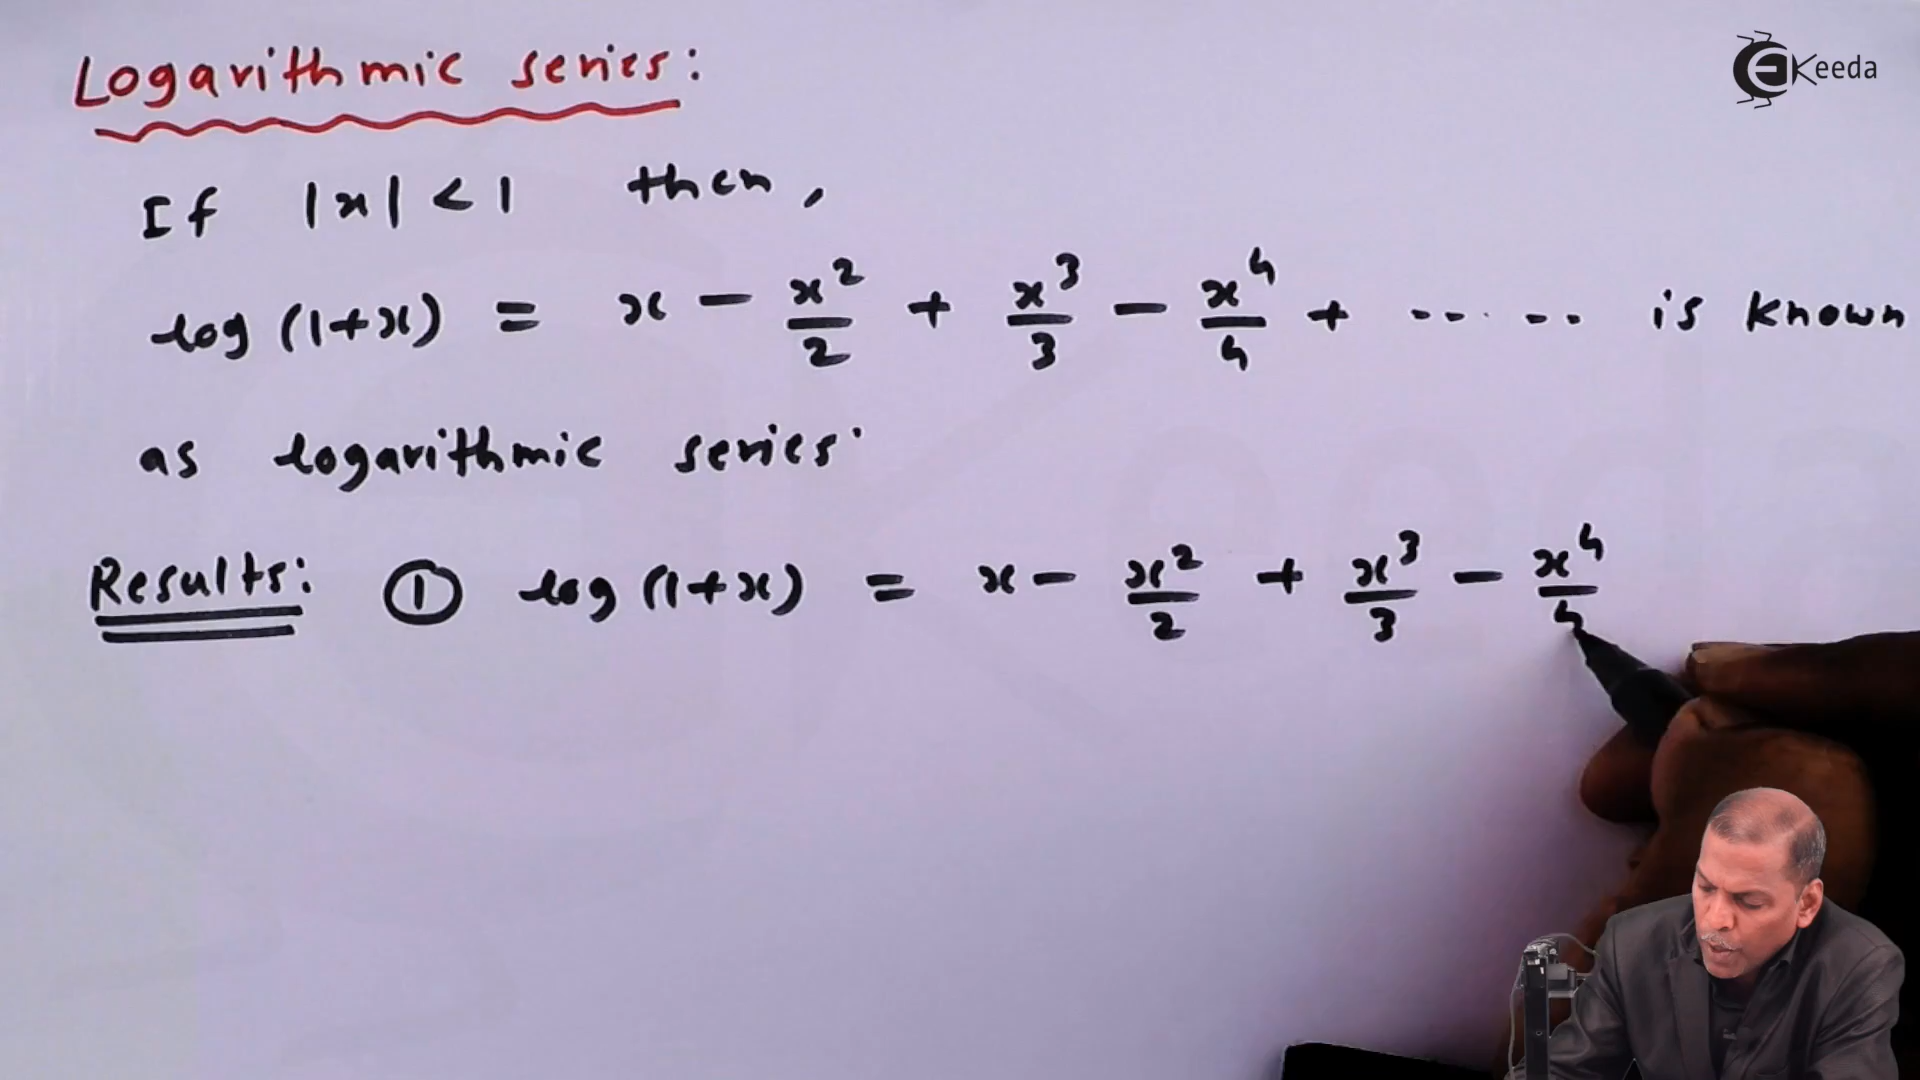 Keeda
Logarithmic series:
If |x| < 1 then,
log (1+x) = x - x²/2 + x³/3 - x⁴/4 + ...... is known
as logarithmic series.
Results: ① log (1+x) = x - x²/2 + x³/3 - x⁴/4